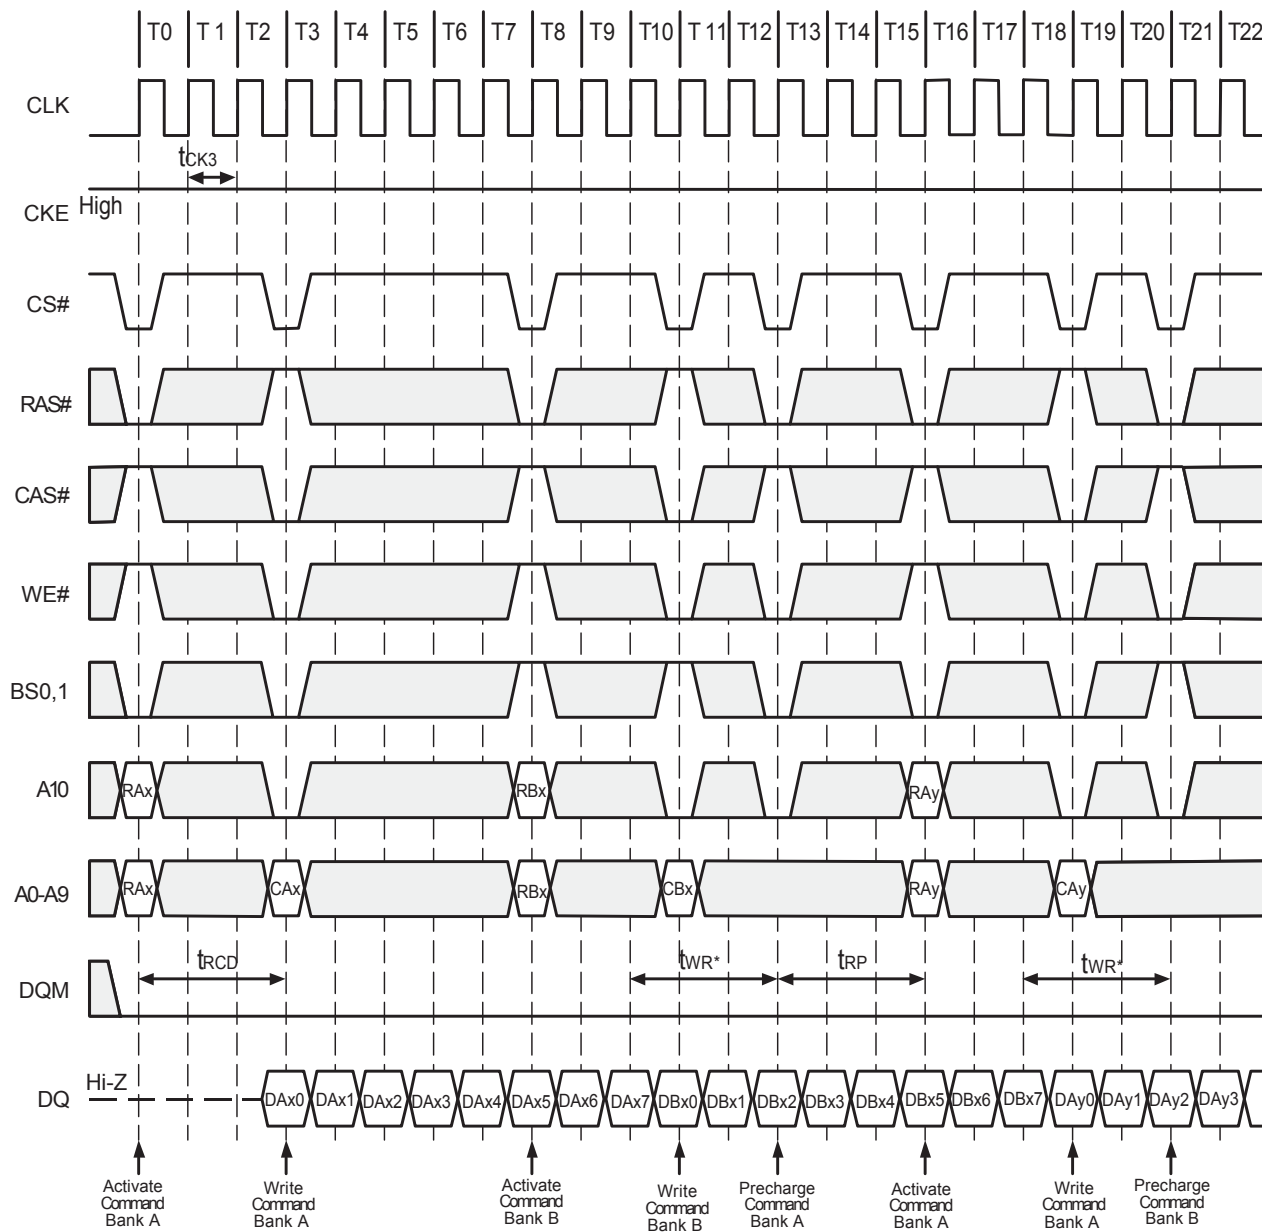 T0 T 1 T2 T3 T4 T5 T6 T7 T8 T9 T10 T 11 T12 T13 T14 T15 T16 T17 T18 T19 T20 T21 T22
CLK
tCK3
High
CKE
CS#
RAS#
CAS#
WE#
BS0,1
A10 RAx RBx RAy
A0-A9 RAx CAx RBx CBx RAy CAy
tRCD tWR* tRP tWR*
DQM
Hi-Z
DQ DAx0 DAx1 DAx2 DAx3 DAx4 DAx5 DAx6 DAx7 DBx0 DBx1 DBx2 DBx3 DBx4 DBx5 DBx6 DBx7 DAy0 DAy1 DAy2 DAy3
Activate
Command
Bank A
Write
Command
Bank A
Activate
Command
Bank B
Write
Command
Bank B
Precharge
Command
Bank A
Activate
Command
Bank A
Write
Command
Bank A
Precharge
Command
Bank B